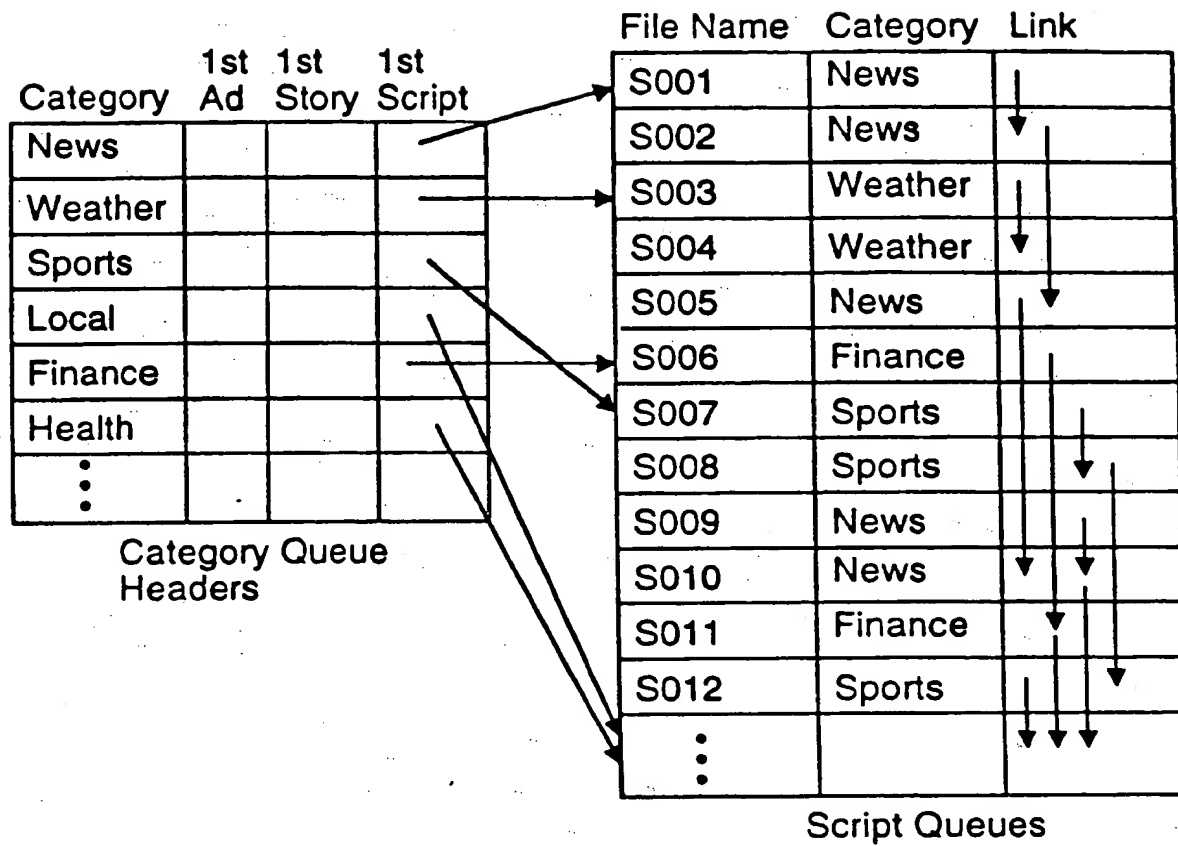 Category 1st Ad 1st Story 1st Script
News
Weather
Sports
Local
Finance
Health
Category Queue
Headers
File Name Category Link
S001 News
S002 News
S003 Weather
S004 Weather
S005 News
S006 Finance
S007 Sports
S008 Sports
S009 News
S010 News
S011 Finance
S012 Sports
Script Queues